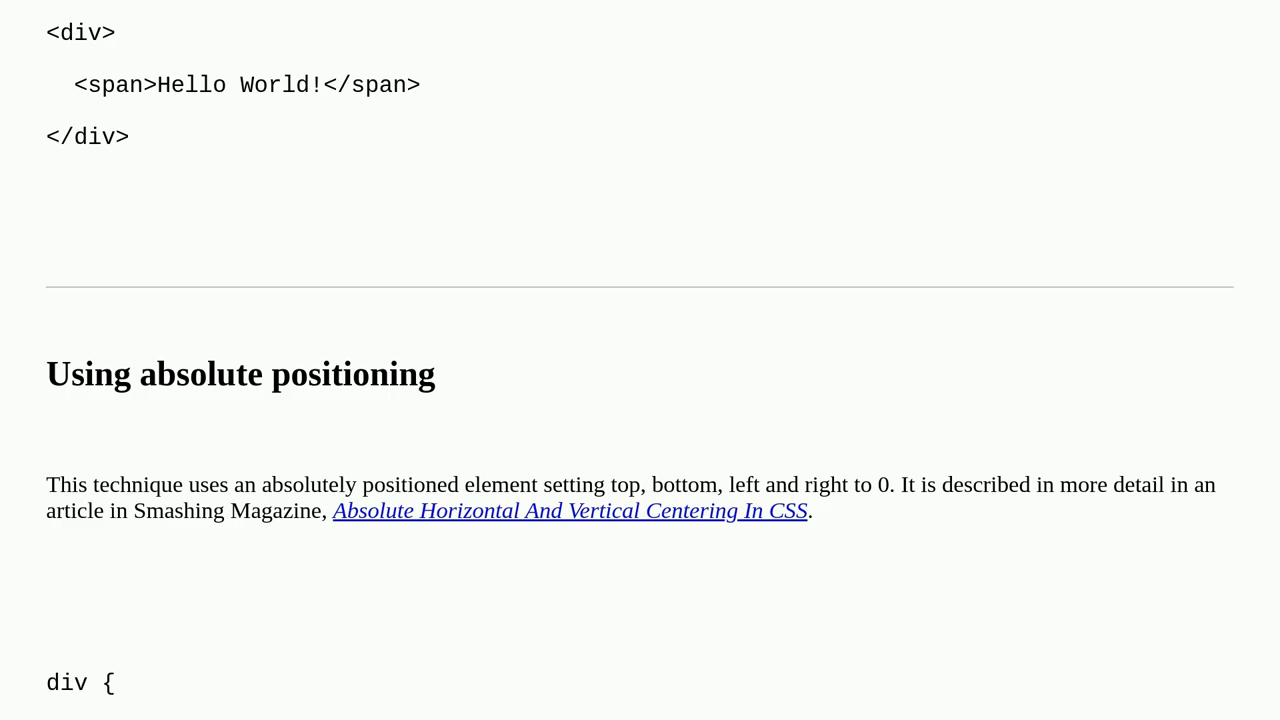 <div>
  <span>Hello World!</span>
</div>
Using absolute positioning
This technique uses an absolutely positioned element setting top, bottom, left and right to 0. It is described in more detail in an
article in Smashing Magazine, Absolute Horizontal And Vertical Centering In CSS.
div {